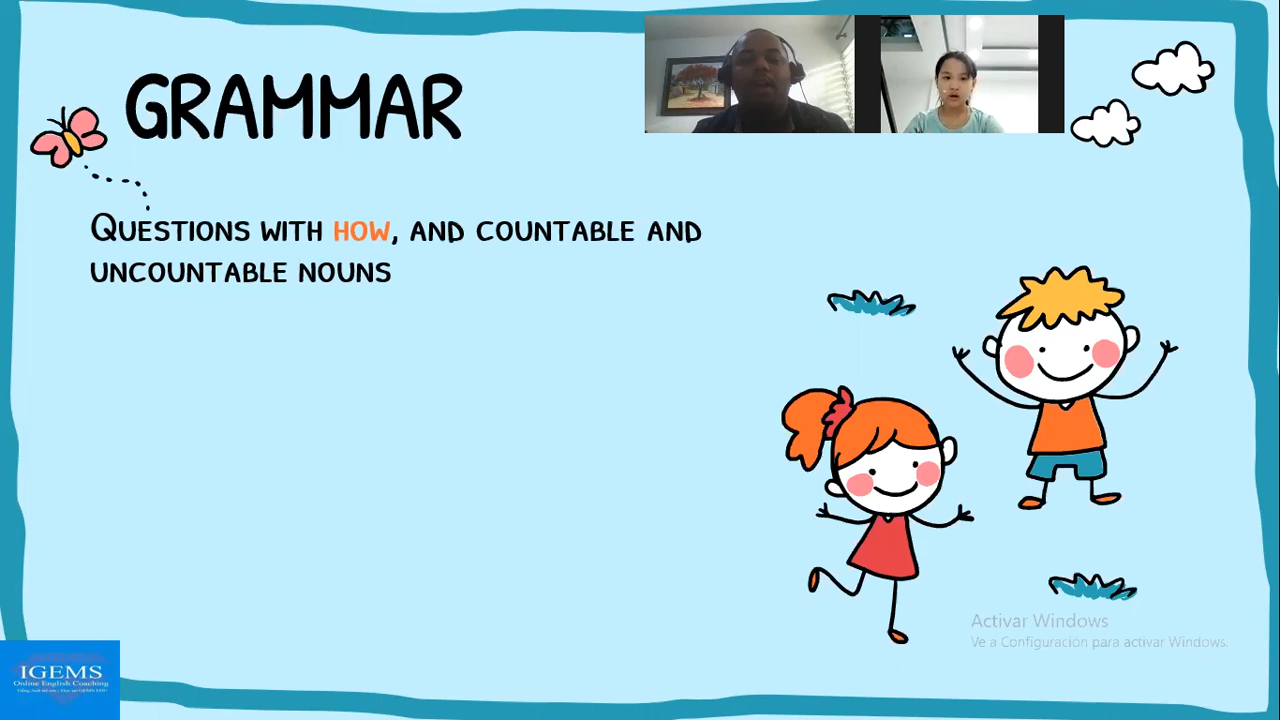 GRAMMAR
QUESTIONS WITH HOW, AND COUNTABLE AND
UNCOUNTABLE NOUNS
Activar Windows
Ve a Configuración para activar Windows.
IGEMS
Online English Coaching